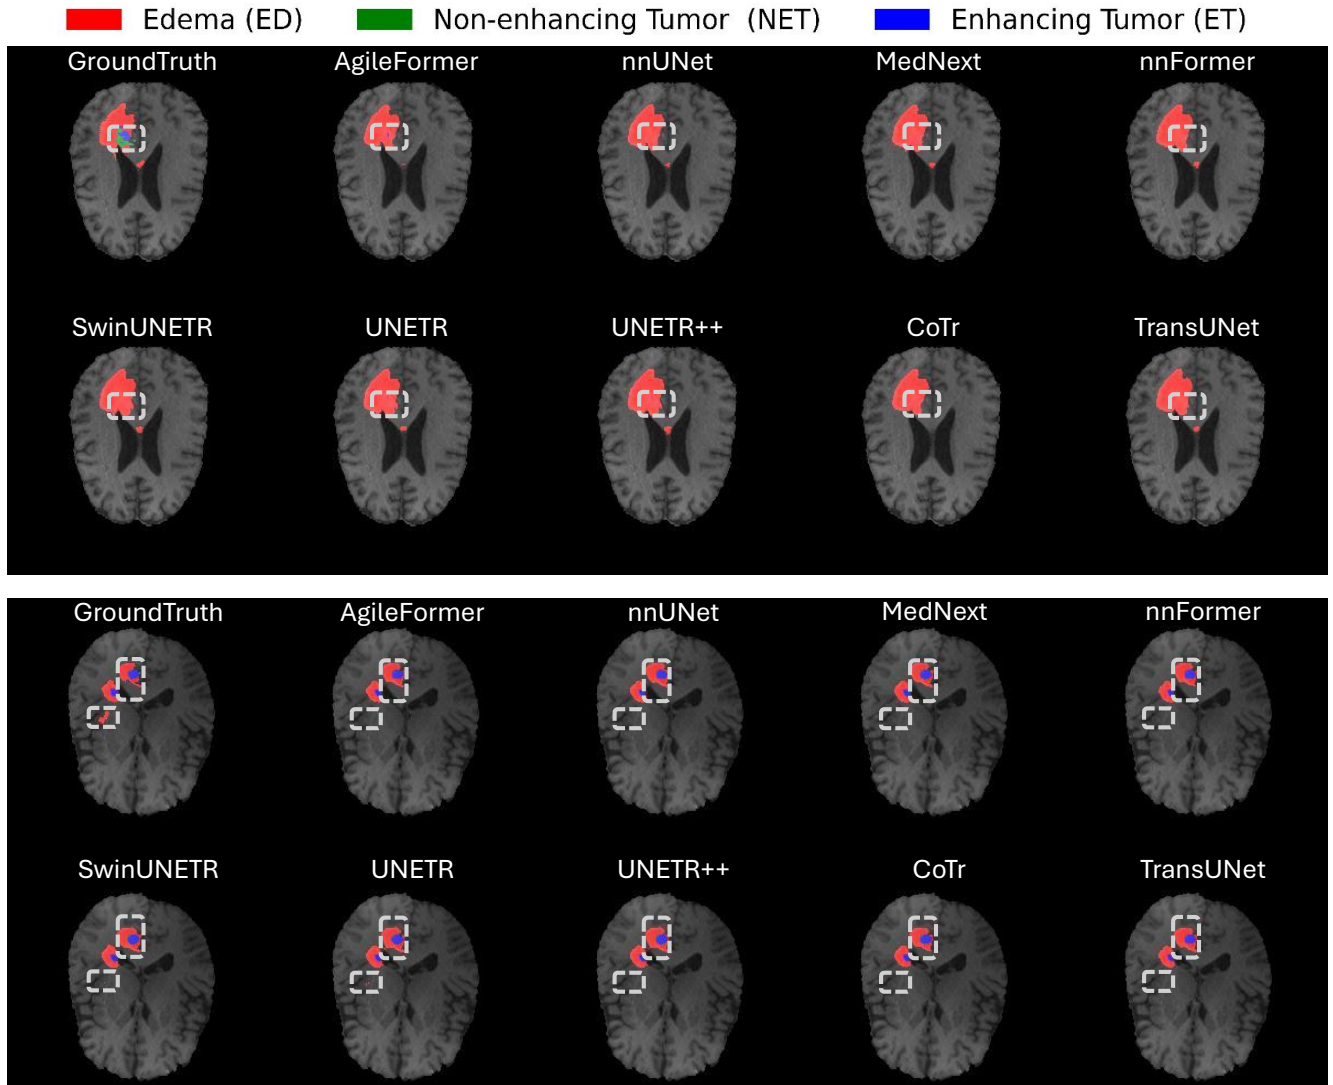 Edema (ED) Non-enhancing Tumor (NET) Enhancing Tumor (ET)
GroundTruth AgileFormer nnUNet MedNext nnFormer
SwinUNETR UNETR UNETR++ CoTr TransUNet
GroundTruth AgileFormer nnUNet MedNext nnFormer
SwinUNETR UNETR UNETR++ CoTr TransUNet